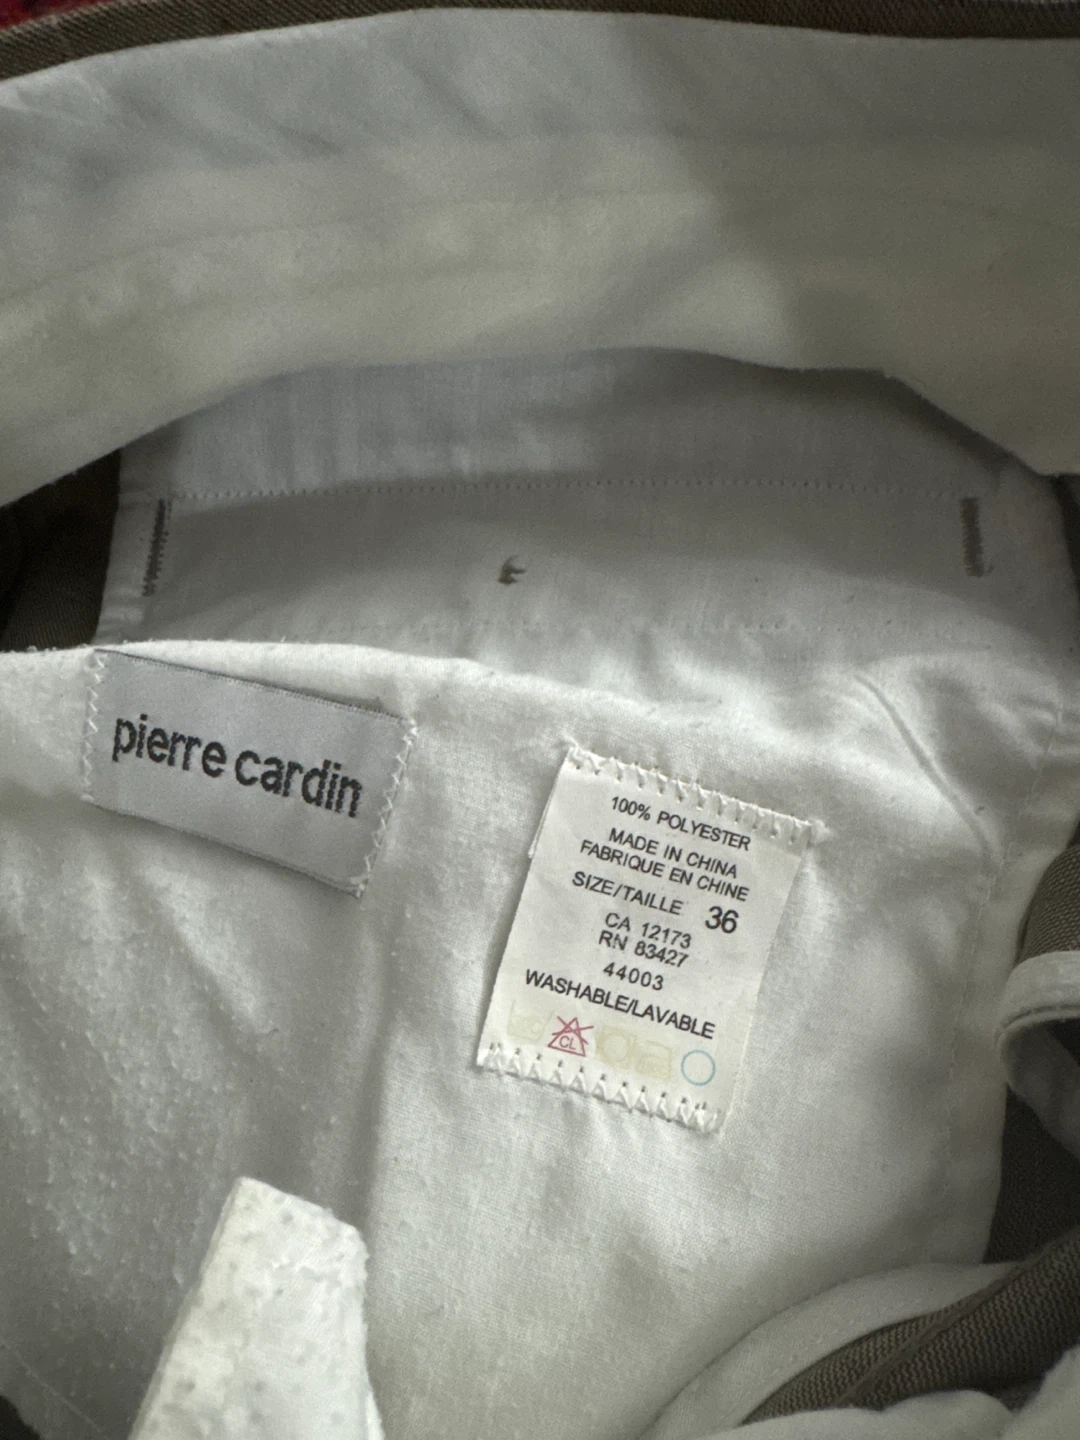 pierre cardin
100% POLYESTER
MADE IN CHINA
FABRIQUE EN CHINE
SIZE/TAILLE 36
CA 12173
RN 83427
44003
WASHABLE/LAVABLE
CL